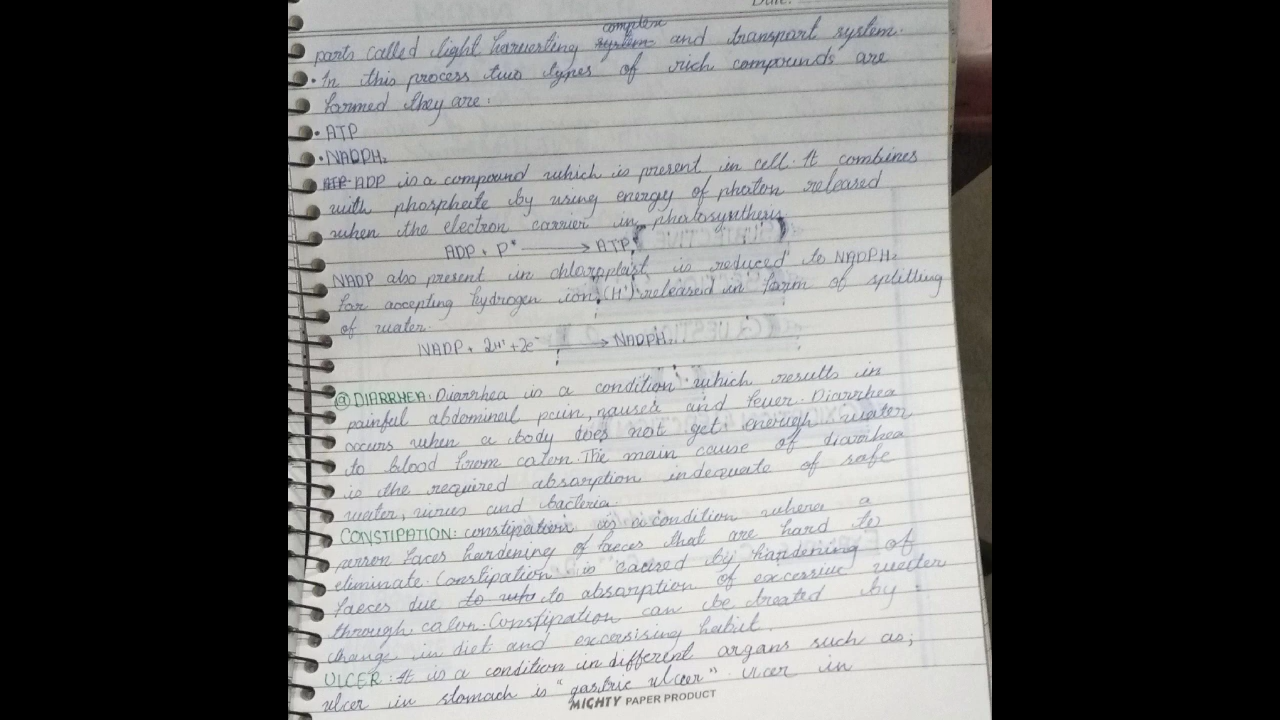 Date:
parts called light harvesting system complex and transport system.
• In this process two types of rich compounds are
formed they are:
• ATP
• NADPH₂
ATP ADP is a compound which is present in cell. It combines
with phosphate by using energy of photon released
when the electron carrier in photosynthesis
ADP + P⁺ ⟶ ATP
NADP also present in chloroplast is reduced to NADPH₂
for accepting hydrogen ion (H⁺) released in form of splitting
of water.
NADP + 2H⁺ + 2e⁻ ⟶ NADPH₂
@ DIARRHEA: Diarrhea is a condition which results in
painful abdominal pain, nausea and fever. Diarrhea
occurs when a body does not get enough water
to blood from colon. The main cause of diarrhea
is the required absorption indequate of safe
water, virus and bacteria.
CONSTIPATION: constipation is a condition where a
person faces hardening of faeces that are hard to
eliminate. Constipation is caused by hardening of
faeces due to to absorption of excessive water
through colon. Constipation can be treated by
change in diet and excersising habit.
ULCER: It is a condition in different organs such as;
ulcer in stomach is "gastric ulcer". Ulcer in
MIGHTY PAPER PRODUCT